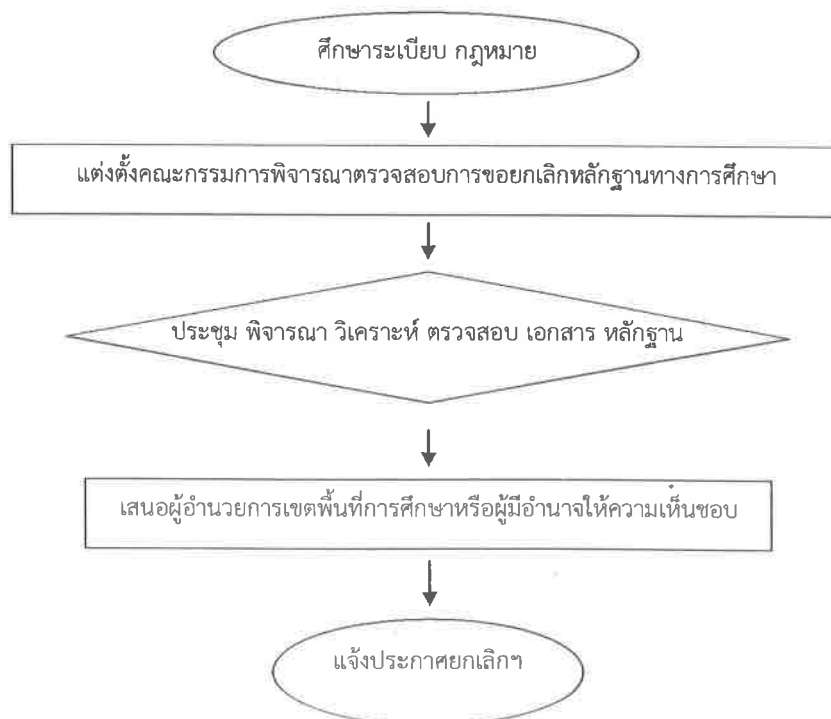 ศึกษาระเบียบ กฎหมาย
แต่งตั้งคณะกรรมการพิจารณาตรวจสอบการขอยกเลิกหลักฐานทางการศึกษา
ประชุม พิจารณา วิเคราะห์ ตรวจสอบ เอกสาร หลักฐาน
เสนอผู้อำนวยการเขตพื้นที่การศึกษาหรือผู้มีอำนาจให้ความเห็นชอบ
แจ้งประกาศยกเลิกฯ